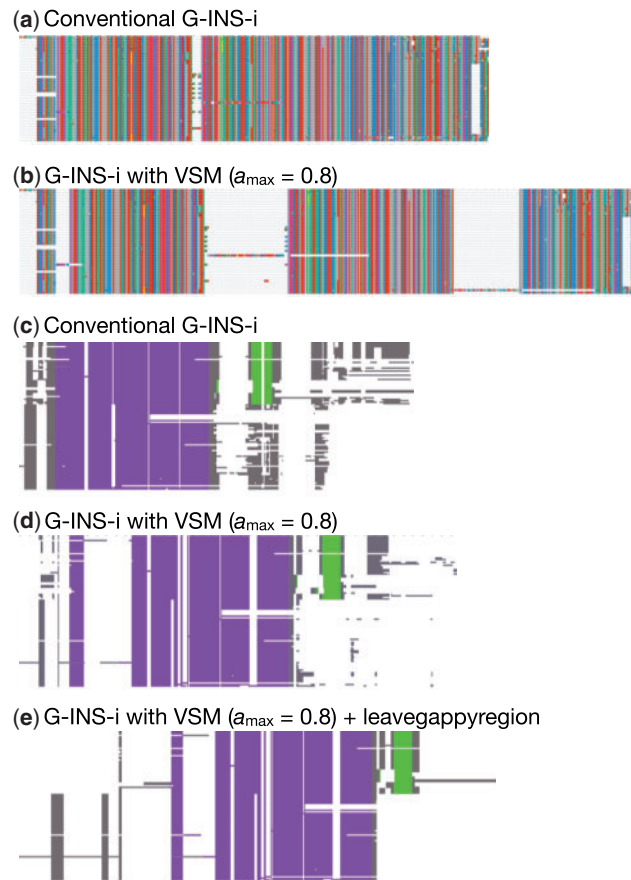 (a) Conventional G-INS-i
(b) G-INS-i with VSM (amax = 0.8)
(c) Conventional G-INS-i
(d) G-INS-i with VSM (amax = 0.8)
(e) G-INS-i with VSM (amax = 0.8) + leavegappyregion